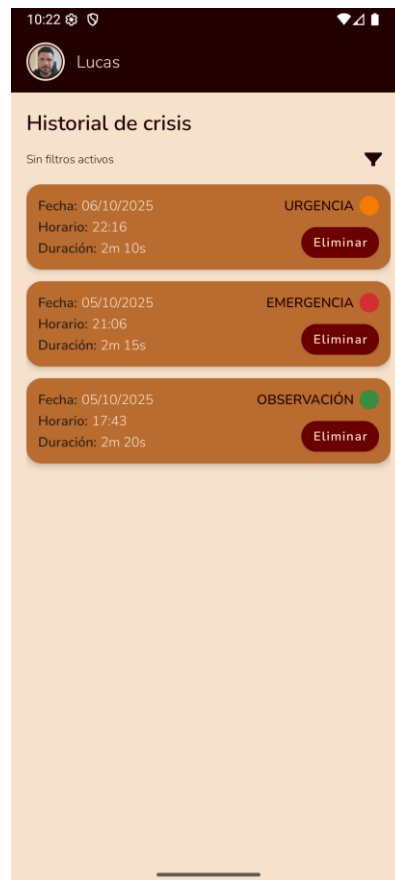 10:22
Lucas
Historial de crisis
Sin filtros activos
Fecha: 06/10/2025
URGENCIA
Horario: 22:16
Duración: 2m 10s
Eliminar
Fecha: 05/10/2025
EMERGENCIA
Horario: 21:06
Duración: 2m 15s
Eliminar
Fecha: 05/10/2025
OBSERVACIÓN
Horario: 17:43
Duración: 2m 20s
Eliminar